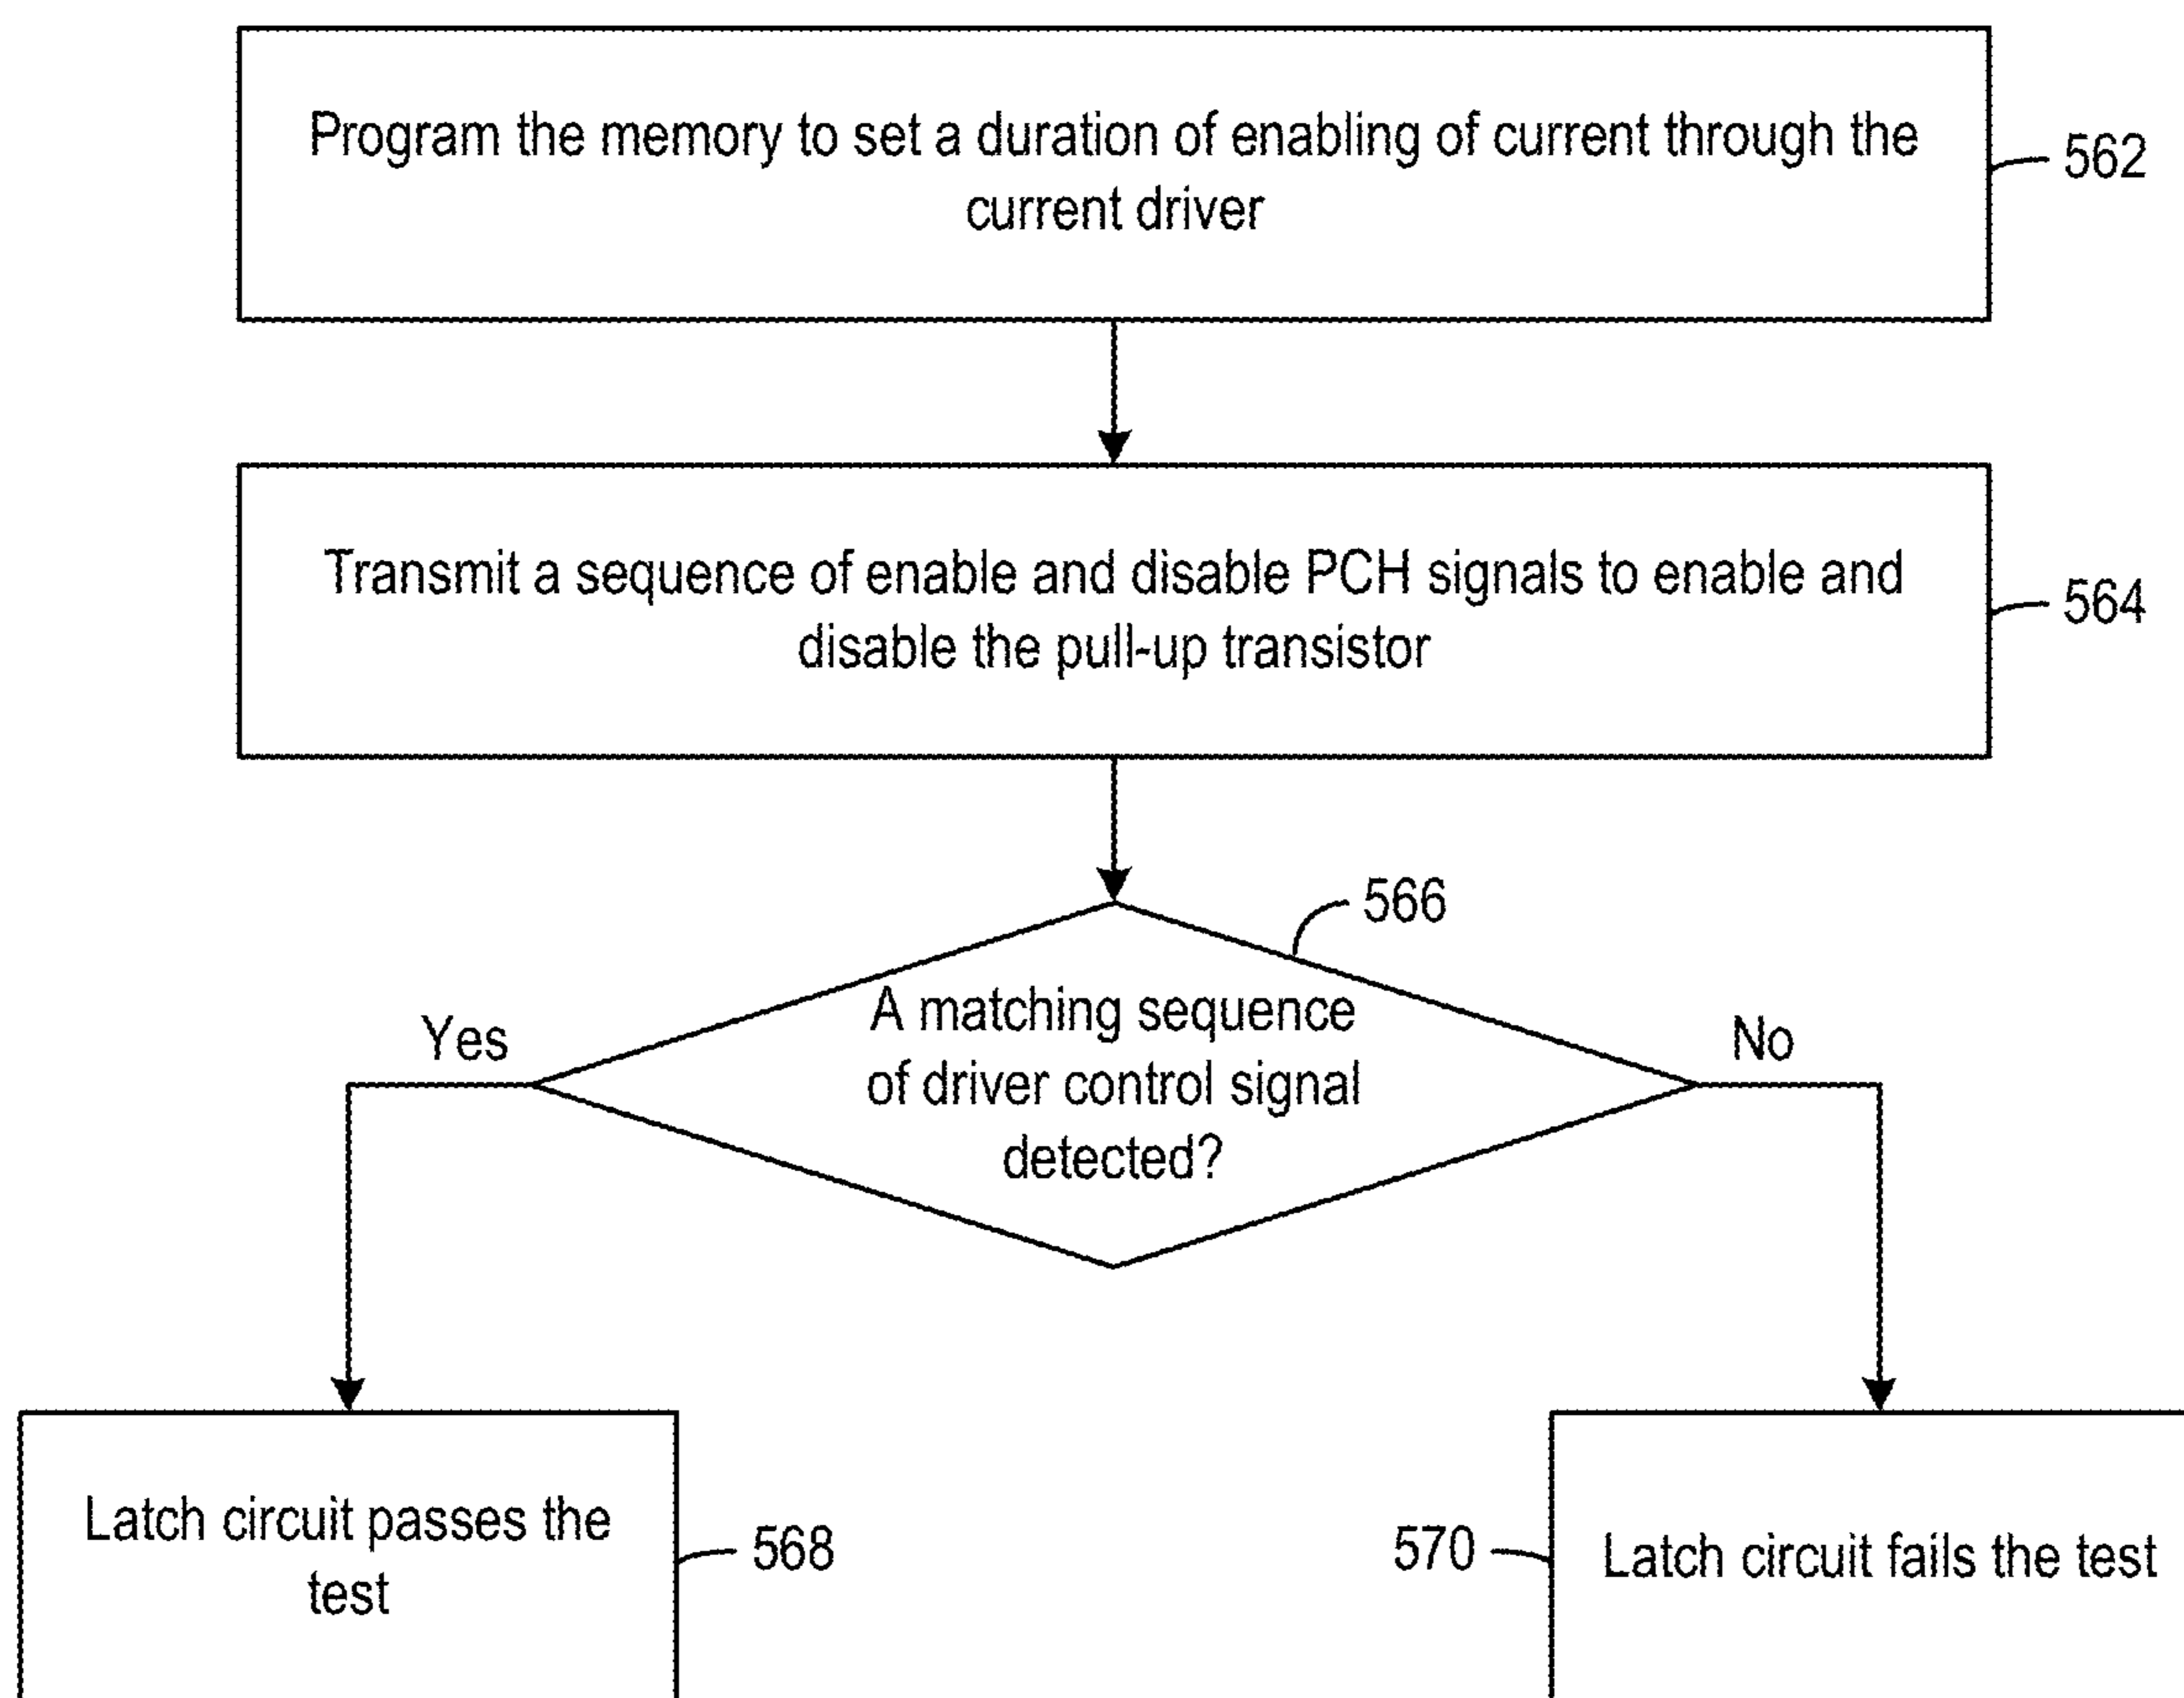 Program the memory to set a duration of enabling of current through the
current driver
562
Transmit a sequence of enable and disable PCH signals to enable and
disable the pull-up transistor
564
566
A matching sequence
of driver control signal
detected?
Yes
No
Latch circuit passes the
test
568
570
Latch circuit fails the test